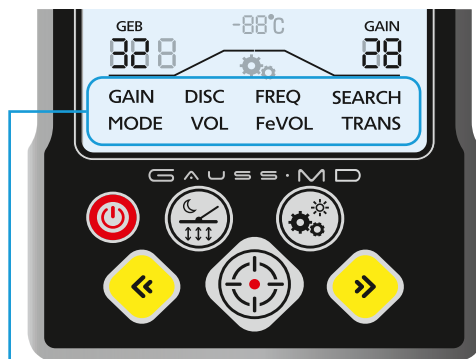 GEB -88°C GAIN
328 28
GAIN DISC FREQ SEARCH
MODE VOL FeVOL TRANS
GAUSS·MD